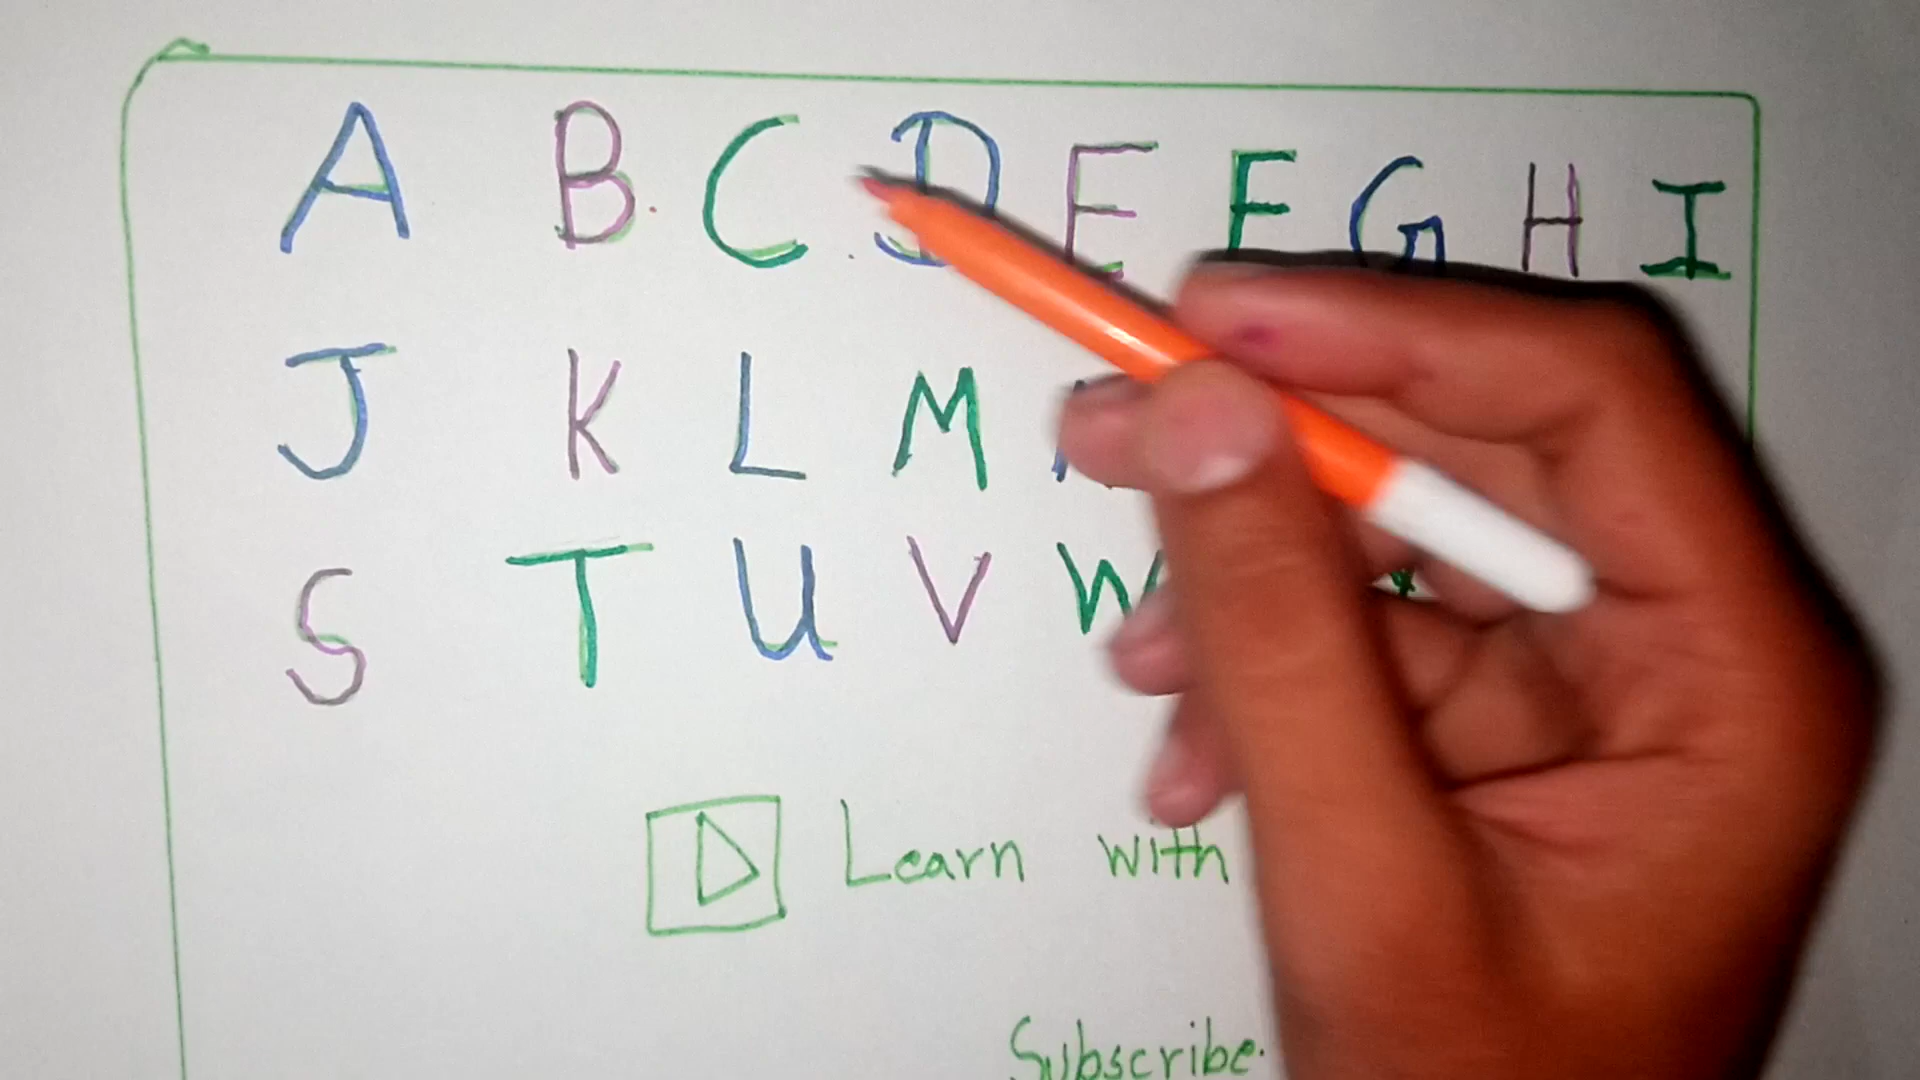 A B C D E F G H I
J K L M
S T U V W
Learn with
Subscribe